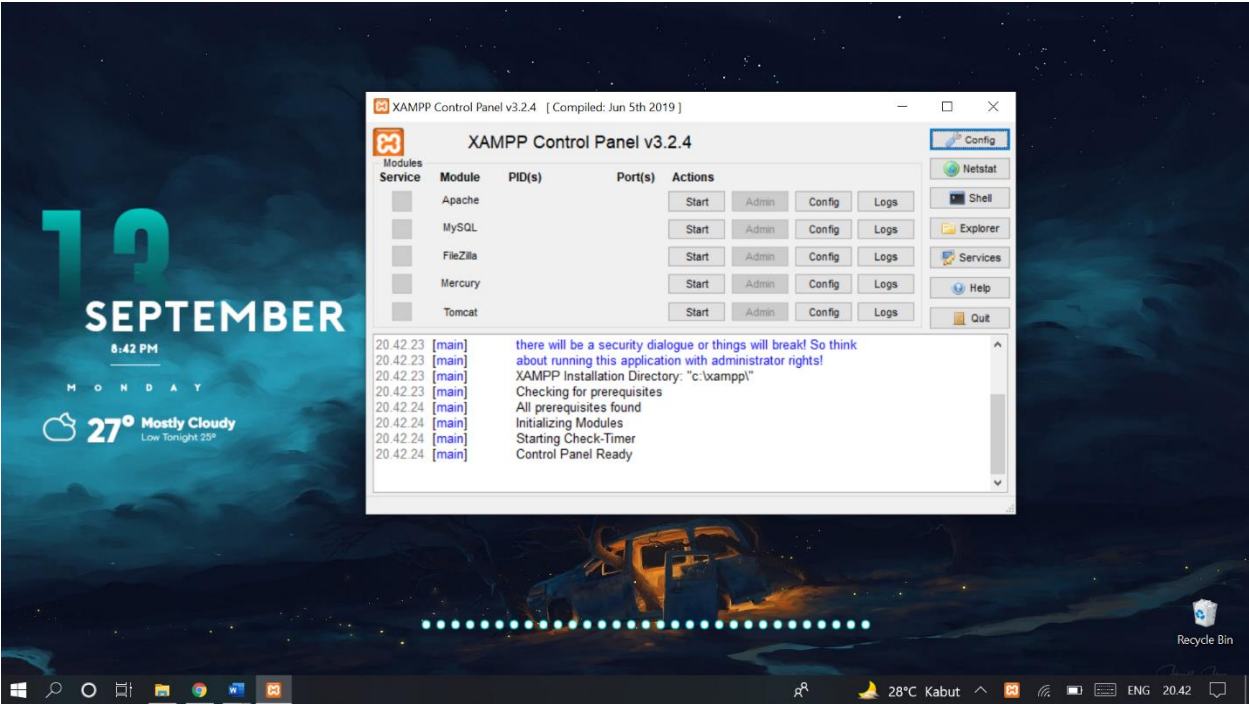 XAMPP Control Panel v3.2.4 [ Compiled: Jun 5th 2019 ]
XAMPP Control Panel v3.2.4
Config
Modules
Service Module PID(s) Port(s) Actions
Netstat
Apache Start Admin Config Logs
Shell
MySQL Start Admin Config Logs
Explorer
FileZilla Start Admin Config Logs
Services
Mercury Start Admin Config Logs
Help
Tomcat Start Admin Config Logs
Quit
20.42.23 [main] there will be a security dialogue or things will break! So think
20.42.23 [main] about running this application with administrator rights!
20.42.23 [main] XAMPP Installation Directory: "c:\xampp\"
20.42.23 [main] Checking for prerequisites
20.42.24 [main] All prerequisites found
20.42.24 [main] Initializing Modules
20.42.24 [main] Starting Check-Timer
20.42.24 [main] Control Panel Ready
13
SEPTEMBER
8:42 PM
MONDAY
27° Mostly Cloudy
Low Tonight 25°
Recycle Bin
28°C Kabut ENG 20.42